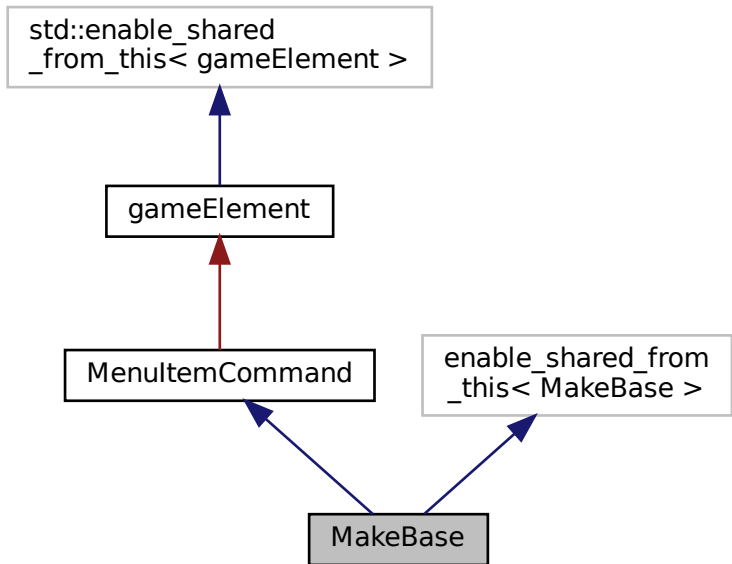 std::enable_shared
_from_this< gameElement >
gameElement
MenuItemCommand
enable_shared_from
_this< MakeBase >
MakeBase